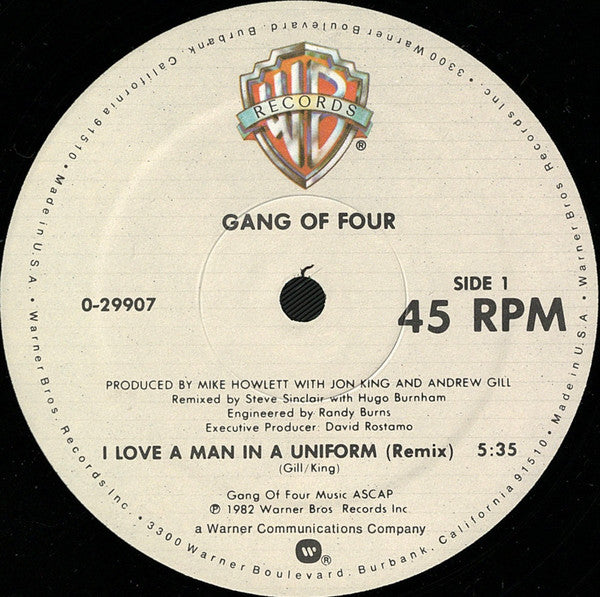 WB
RECORDS
®
GANG OF FOUR
0-29907
SIDE 1
45 RPM
PRODUCED BY MIKE HOWLETT WITH JON KING AND ANDREW GILL
Remixed by Steve Sinclair with Hugo Burnham
Engineered by Randy Burns
Executive Producer: David Rostamo
I LOVE A MAN IN A UNIFORM (Remix) 5:35
(Gill/King)
Gang Of Four Music ASCAP
℗ 1982 Warner Bros Records Inc.
a Warner Communications Company
W ®
Warner Bros. Records Inc. • 3300 Warner Boulevard. Burbank. California 91510 • Made in U.S.A. • Warner Bros. Records Inc. • 3300 Warner Boulevard. Burbank. California 91510 • Made in U.S.A. •